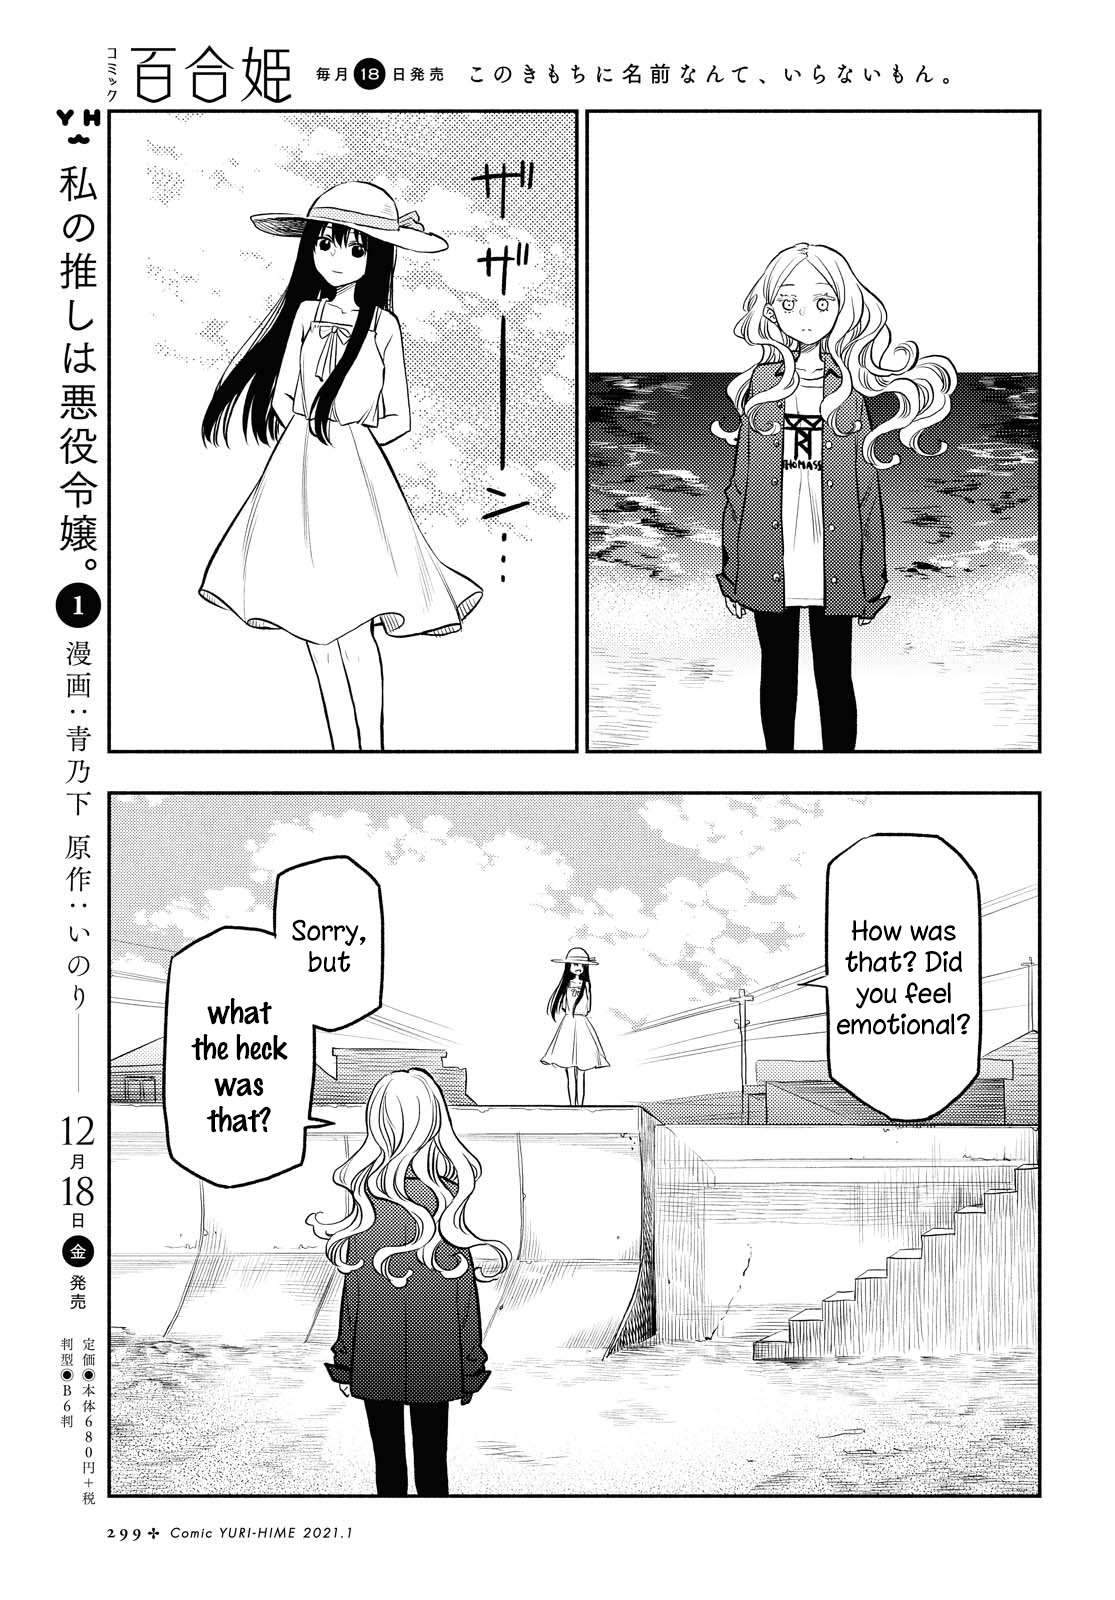 コミック
百合姫
毎月18日発売
このきもちに名前なんて、いらないもん。
YH
私の推しは悪役令嬢。
1
漫画：青乃下 原作：いのり
12月18日金発売
定価◉本体680円＋税
判型◉B6判
ザ
ザ
ーン…
THOMASS
How was
that? Did
you feel
emotional?
Sorry,
but
what
the heck
was
that?
299 Comic YURI-HIME 2021.1